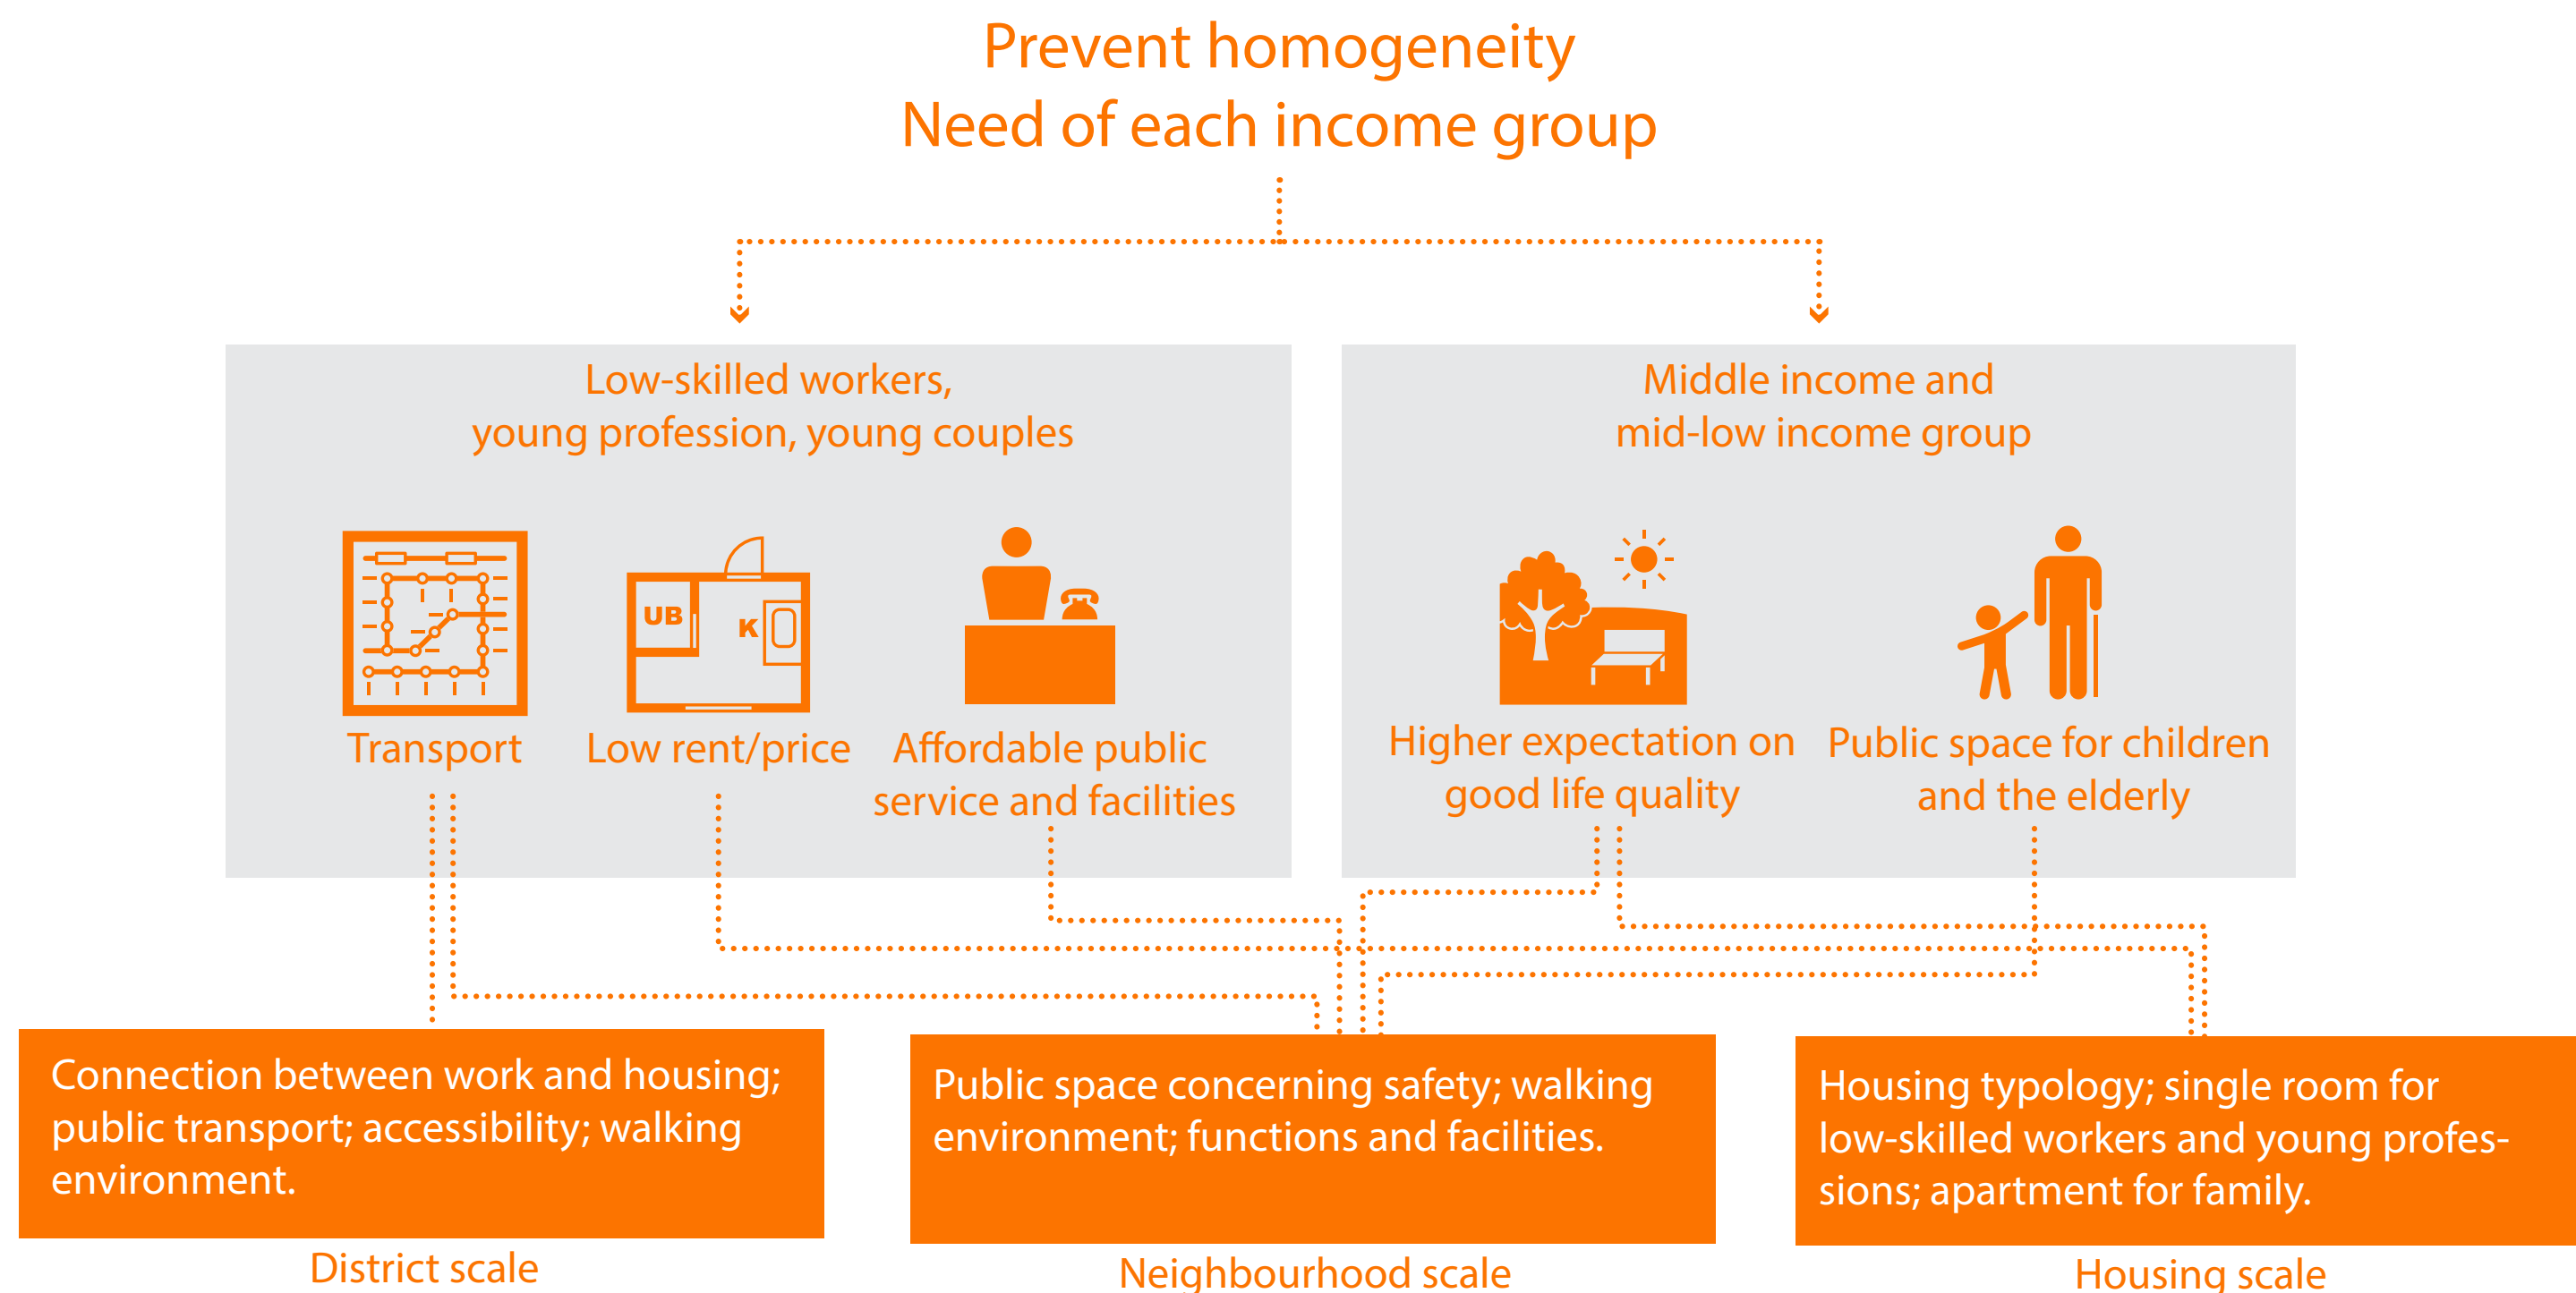 Prevent homogeneity
Need of each income group
Low-skilled workers,
young profession, young couples
Middle income and
mid-low income group
UB
K
Transport
Low rent/price
Affordable public
service and facilities
Higher expectation on
good life quality
Public space for children
and the elderly
Connection between work and housing;
public transport; accessibility; walking
environment.
District scale
Public space concerning safety; walking
environment; functions and facilities.
Neighbourhood scale
Housing typology; single room for
low-skilled workers and young profes-
sions; apartment for family.
Housing scale